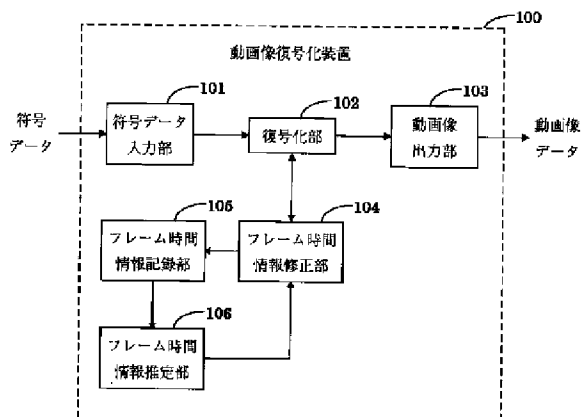 100
動画像復号化装置
101
102
103
符号
データ
符号データ
入力部
復号化部
動画像
出力部
動画像
データ
105
104
フレーム時間
情報記録部
フレーム時間
情報修正部
106
フレーム時間
情報推定部